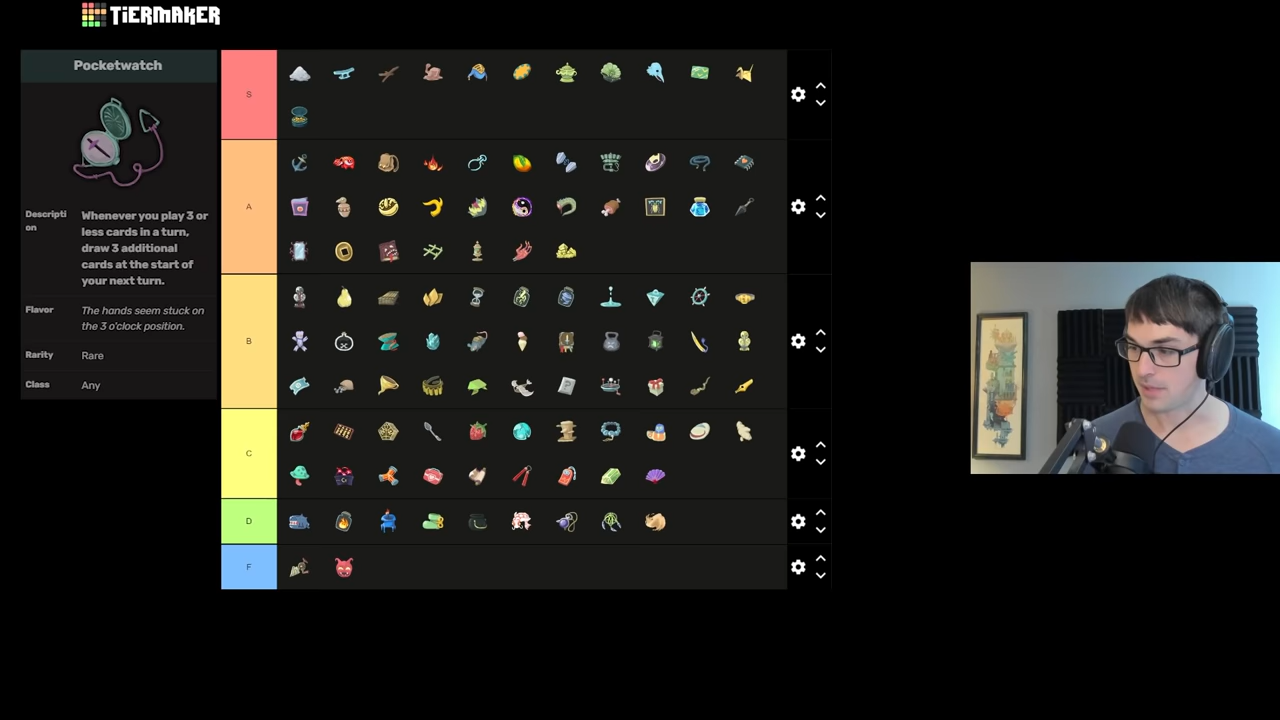 TIERMAKER
Pocketwatch
Descripti
on
Whenever you play 3 or
less cards in a turn,
draw 3 additional
cards at the start of
your next turn.
Flavor
The hands seem stuck on
the 3 o'clock position.
Rarity
Rare
Class
Any
S
A
B
C
D
F